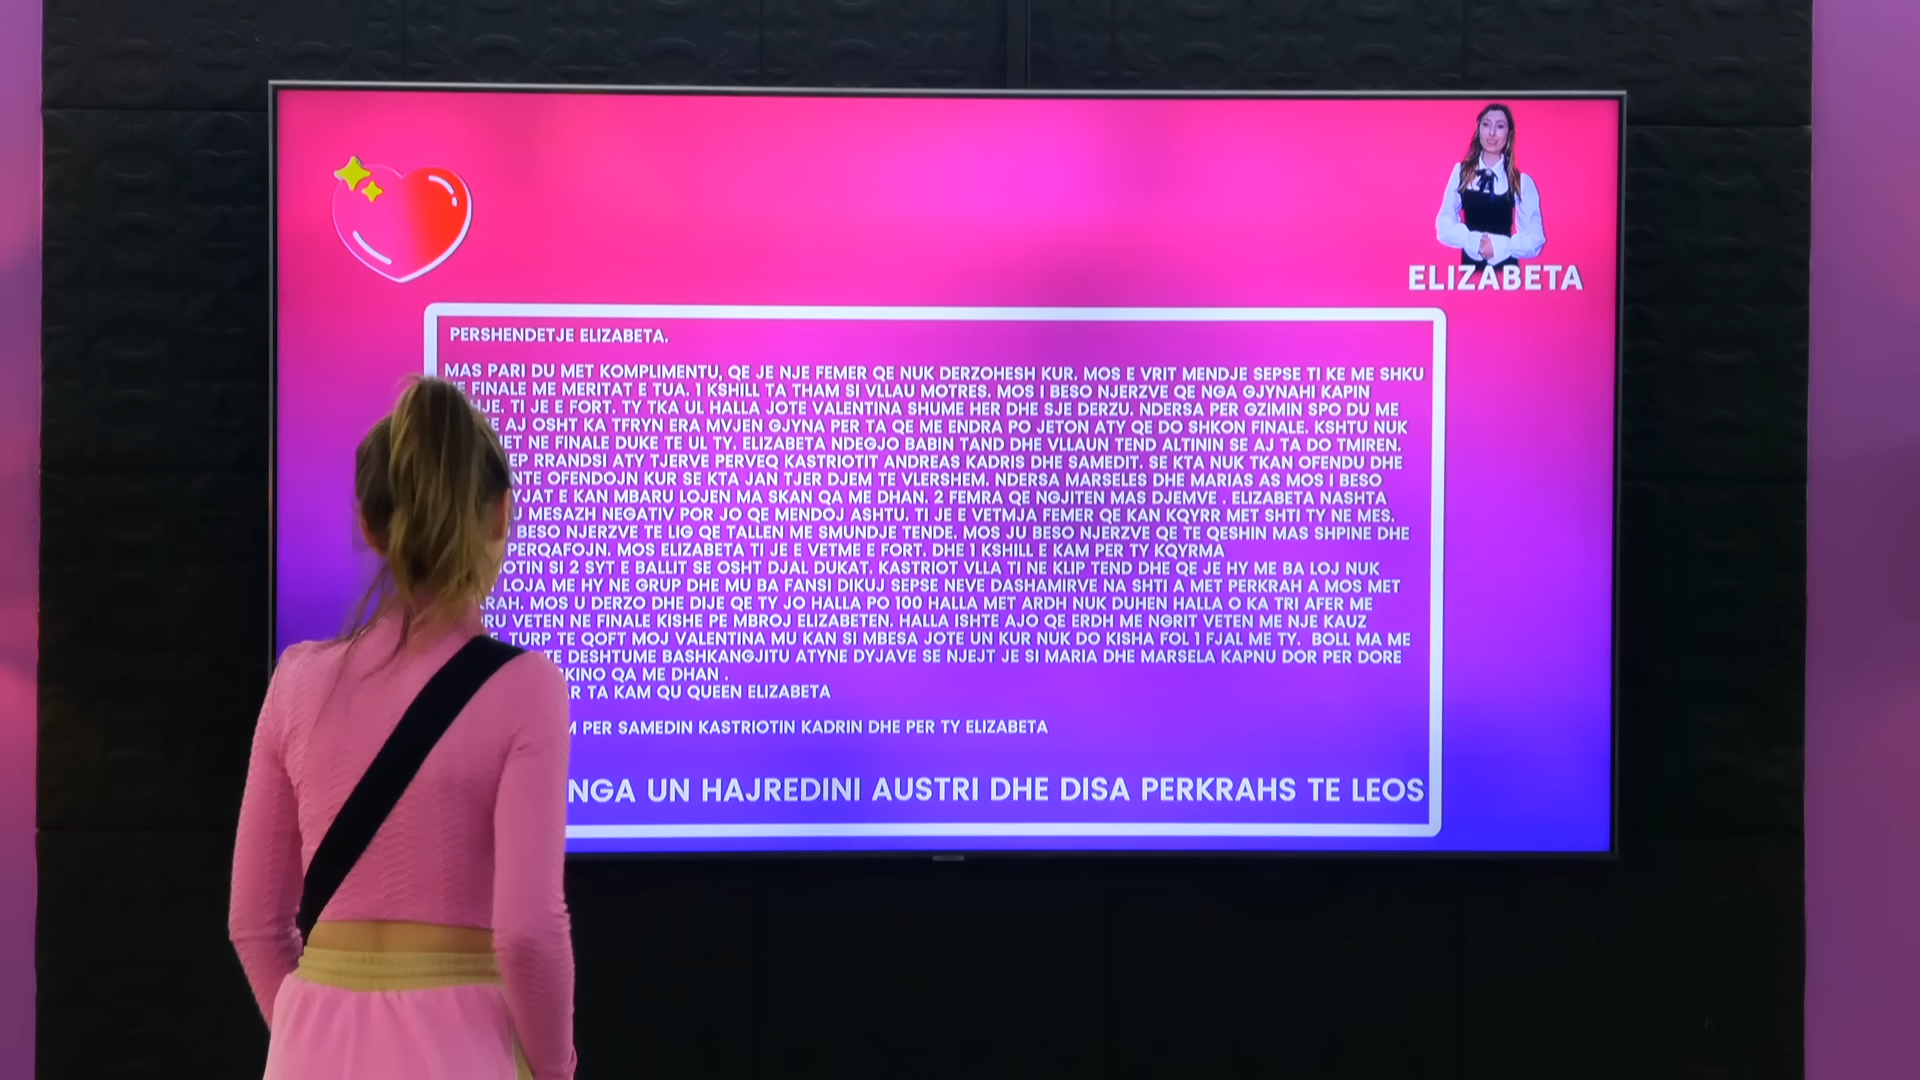 ELIZABETA
PERSHENDETJE ELIZABETA.
MAS PARI DU MET KOMPLIMENTU, QE JE NJE FEMER QE NUK DERZOHESH KUR. MOS E VRIT MENDJE SEPSE TI KE ME SHKU
FINALE ME MERITAT E TUA. 1 KSHILL TA THAM SI VLLAU MOTRES. MOS I BESO NJERZVE QE NGA GJYNAHI KAPIN
TI JE E FORT. TY TKA UL HALLA JOTE VALENTINA SHUME HER DHE SJE DERZU. NDERSA PER GZIMIN SPO DU ME
AJ OSHT KA TFRYN ERA MVJEN GJYNA PER TA QE ME ENDRA PO JETON ATY QE DO SHKON FINALE. KSHTU NUK
NE FINALE DUKE TE UL TY. ELIZABETA NDEGJO BABIN TAND DHE VLLAUN TEND ALTININ SE AJ TA DO TMIREN.
RRANDSI ATY TJERVE PERVEQ KASTRIOTIT ANDREAS KADRIS DHE SAMEDIT. SE KTA NUK TKAN OFENDU DHE
OFENDOJN KUR SE KTA JAN TJER DJEM TE VLERSHEM. NDERSA MARSELES DHE MARIAS AS MOS I BESO
E KAN MBARU LOJEN MA SKAN QA ME DHAN. 2 FEMRA QE NGJITEN MAS DJEMVE . ELIZABETA NASHTA
MESAZH NEGATIV POR JO QE MENDOJ ASHTU. TI JE E VETMJA FEMER QE KAN KQYRR MET SHTI TY NE MES.
BESO NJERZVE TE LIG QE TALLEN ME SMUNDJE TENDE. MOS JU BESO NJERZVE QE TE QESHIN MAS SHPINE DHE
PERQAFOJN. MOS ELIZABETA TI JE E VETME E FORT. DHE 1 KSHILL E KAM PER TY KQYRMA
SI 2 SYT E BALLIT SE OSHT DJAL DUKAT. KASTRIOT VLLA TI NE KLIP TEND DHE QE JE HY ME BA LOJ NUK
LOJA ME HY NE GRUP DHE MU BA FANSI DIKUJ SEPSE NEVE DASHAMIRVE NA SHTI A MET PERKRAH A MOS MET
MOS U DERZO DHE DIJE QE TY JO HALLA PO 100 HALLA MET ARDH NUK DUHEN HALLA O KA TRI AFER ME
VETEN NE FINALE KISHE PE MBROJ ELIZABETEN. HALLA ISHTE AJO QE ERDH ME NGRIT VETEN ME NJE KAUZ
TURP TE QOFT MOJ VALENTINA MU KAN SI MBESA JOTE UN KUR NUK DO KISHA FOL 1 FJAL ME TY. BOLL MA ME
TE DESHTUME BASHKANGJITU ATYNE DYJAVE SE NJEJT JE SI MARIA DHE MARSELA KAPNU DOR PER DORE
QA ME DHAN .
TA KAM QU QUEEN ELIZABETA
PER SAMEDIN KASTRIOTIN KADRIN DHE PER TY ELIZABETA
NGA UN HAJREDINI AUSTRI DHE DISA PERKRAHS TE LEOS